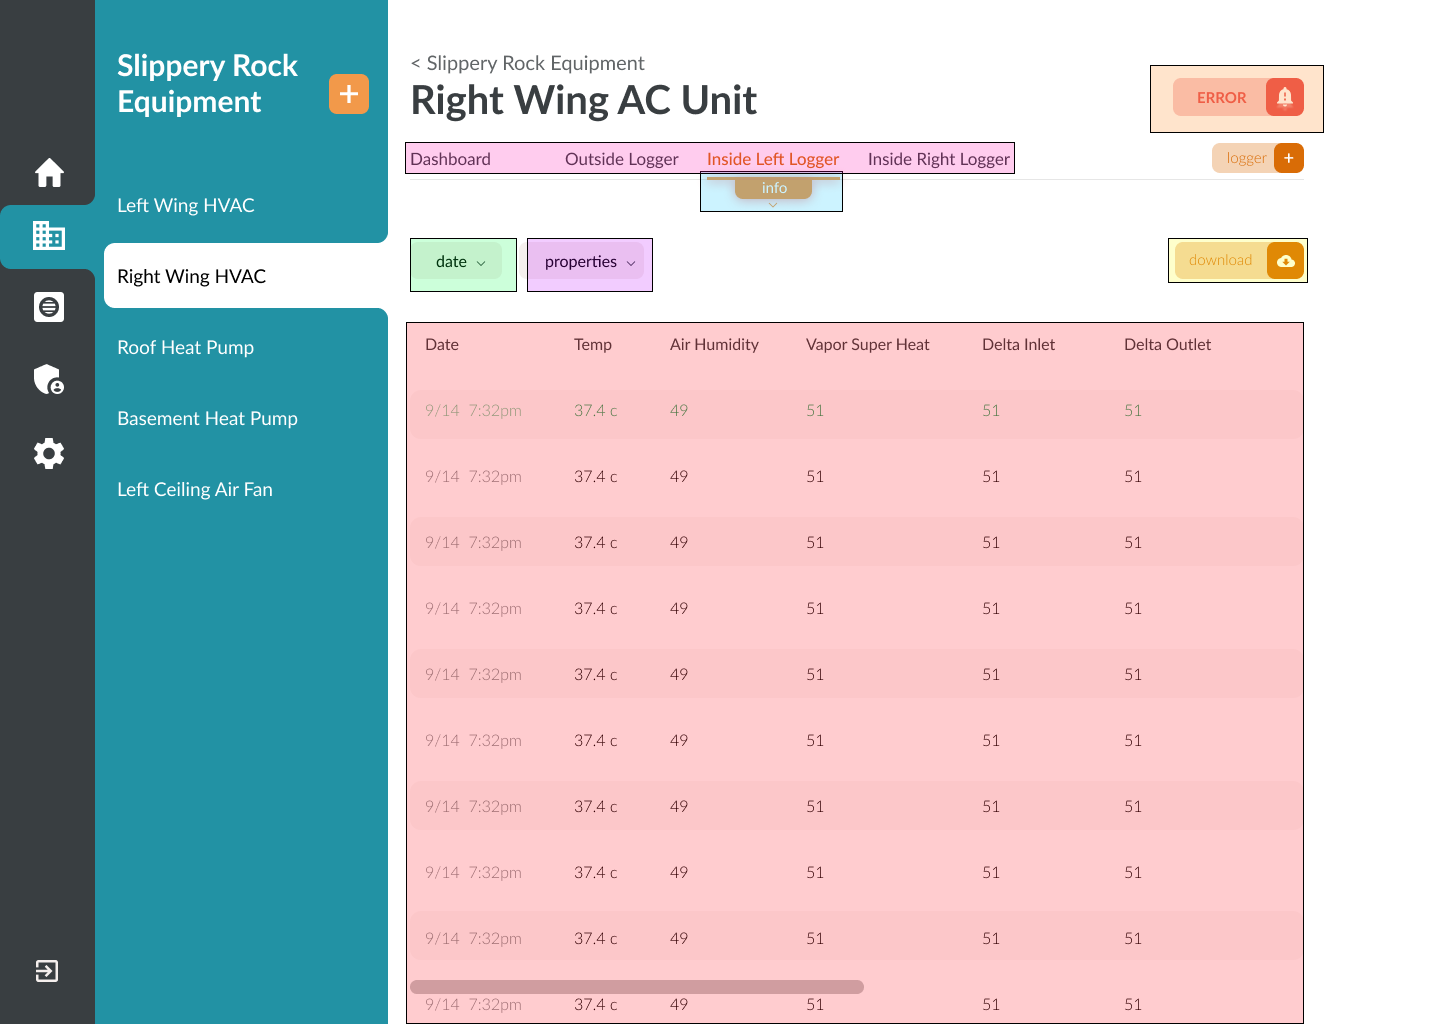 Slippery Rock
Equipment
Left Wing HVAC
Right Wing HVAC
Roof Heat Pump
Basement Heat Pump
Left Ceiling Air Fan
< Slippery Rock Equipment
Right Wing AC Unit
ERROR
Dashboard Outside Logger Inside Left Logger Inside Right Logger
logger +
info
date properties
download
Date Temp Air Humidity Vapor Super Heat Delta Inlet Delta Outlet
9/14 7:32pm 37.4 c 49 51 51 51
9/14 7:32pm 37.4 c 49 51 51 51
9/14 7:32pm 37.4 c 49 51 51 51
9/14 7:32pm 37.4 c 49 51 51 51
9/14 7:32pm 37.4 c 49 51 51 51
9/14 7:32pm 37.4 c 49 51 51 51
9/14 7:32pm 37.4 c 49 51 51 51
9/14 7:32pm 37.4 c 49 51 51 51
9/14 7:32pm 37.4 c 49 51 51 51
9/14 7:32pm 37.4 c 49 51 51 51